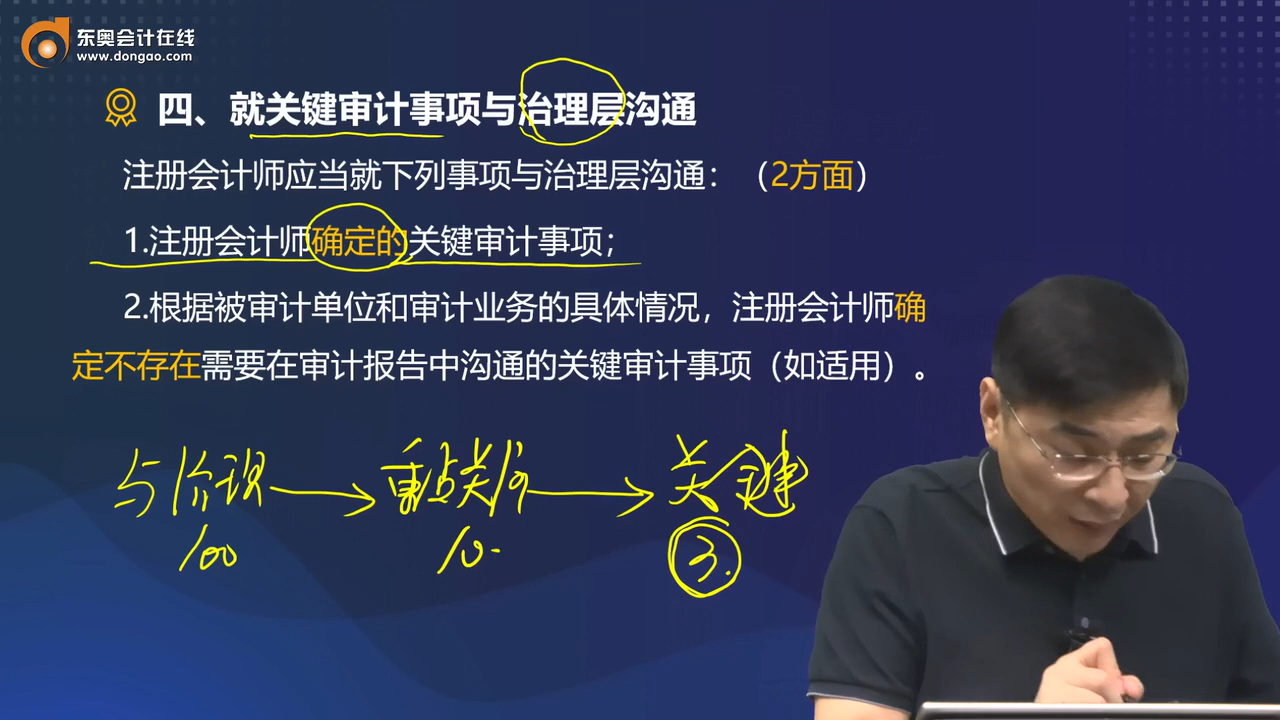 东奥会计在线
www.dongao.com
四、就关键审计事项与治理层沟通
注册会计师应当就下列事项与治理层沟通：（2方面）
1.注册会计师确定的关键审计事项；
2.根据被审计单位和审计业务的具体情况，注册会计师确
定不存在需要在审计报告中沟通的关键审计事项（如适用）。
与 重点关 关键
100 10 3